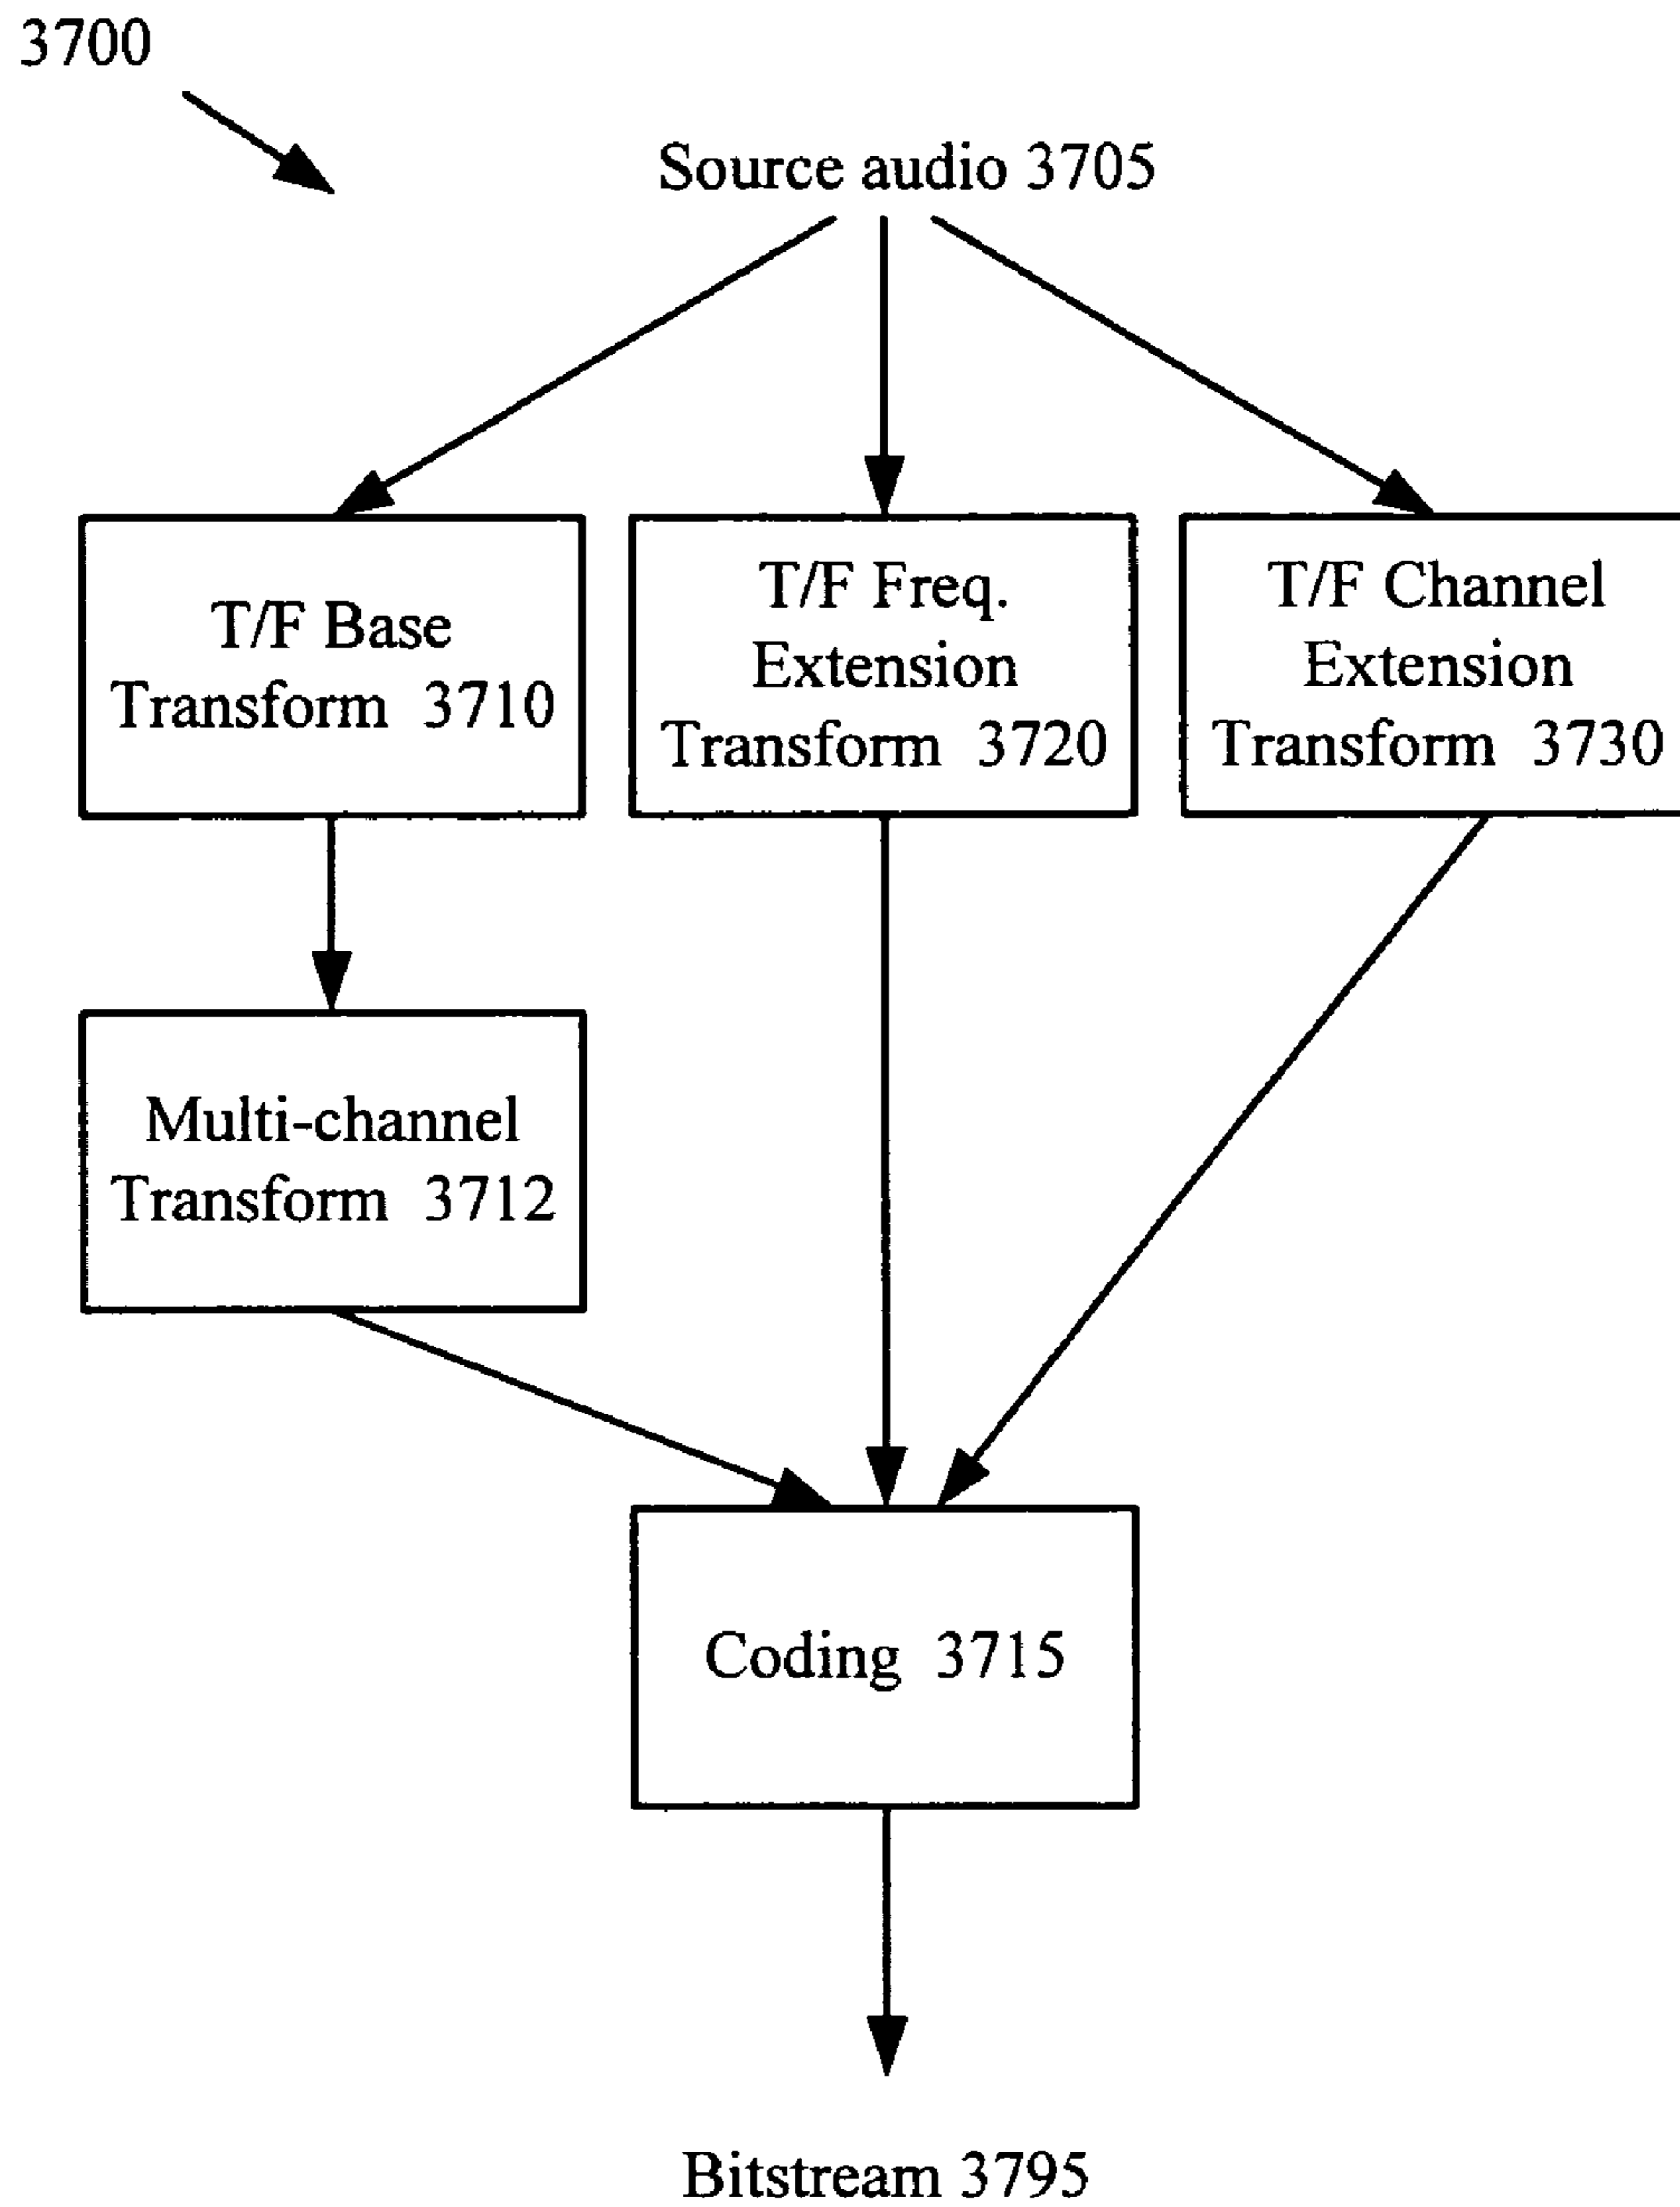 3700
Source audio 3705
T/F Base
Transform 3710
T/F Freq.
Extension
Transform 3720
T/F Channel
Extension
Transform 3730
Multi-channel
Transform 3712
Coding 3715
Bitstream 3795